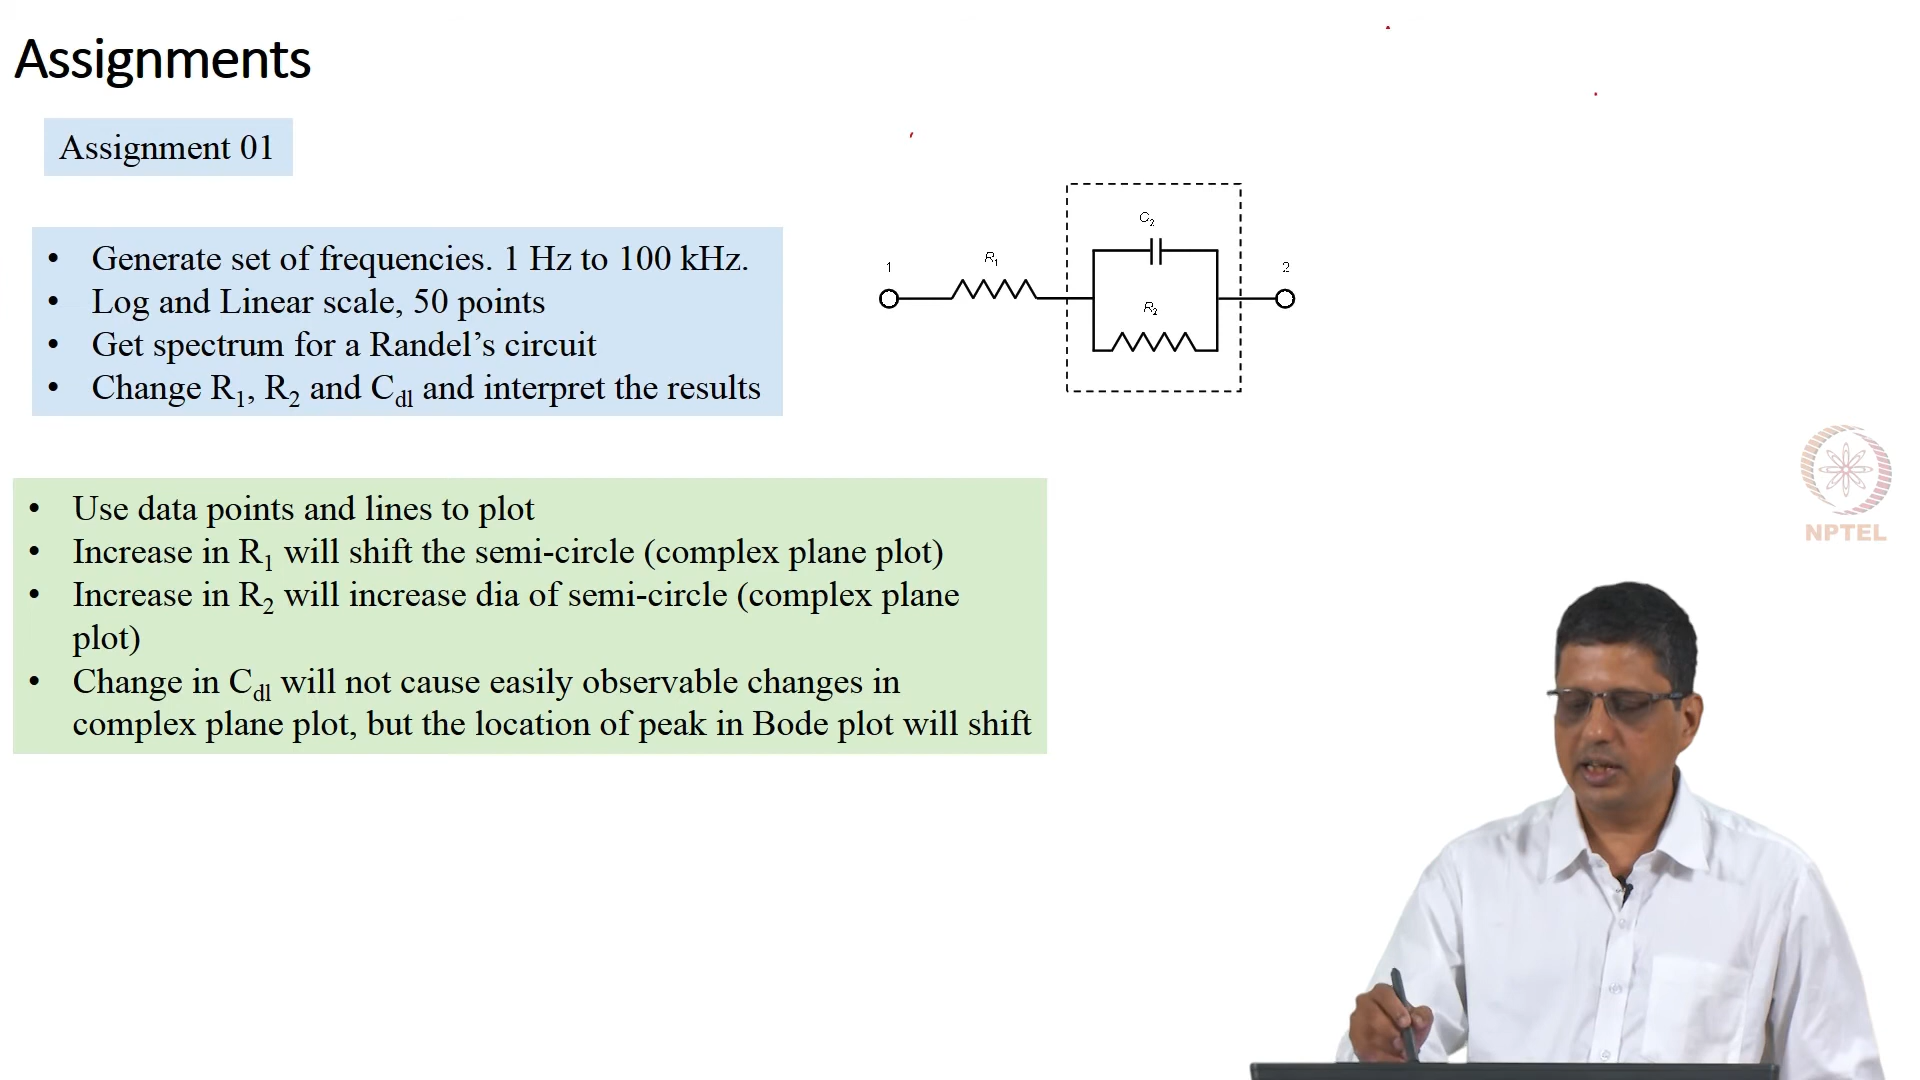 Assignments
Assignment 01
• Generate set of frequencies. 1 Hz to 100 kHz.
• Log and Linear scale, 50 points
• Get spectrum for a Randel’s circuit
• Change R₁, R₂ and Cdl and interpret the results
C₂
R₁
1
2
R₂
• Use data points and lines to plot
• Increase in R₁ will shift the semi-circle (complex plane plot)
• Increase in R₂ will increase dia of semi-circle (complex plane
plot)
• Change in Cdl will not cause easily observable changes in
complex plane plot, but the location of peak in Bode plot will shift
NPTEL